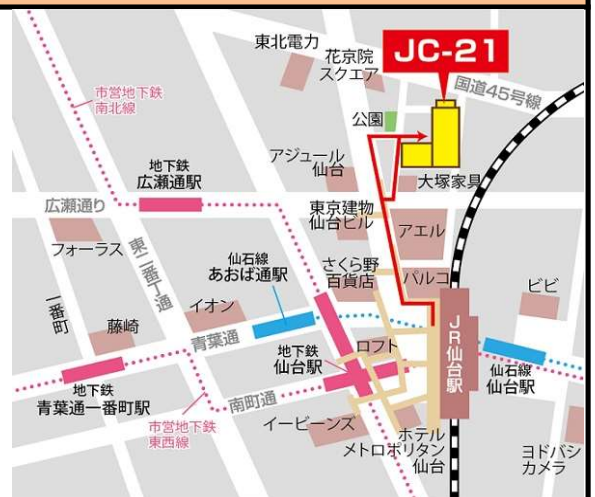 東北電力
花京院
スクエア
JC-21
国道45号線
市営地下鉄
南北線
公園
地下鉄
広瀬通駅
アジュール
仙台
大塚家具
広瀬通り
東京建物
仙台ビル
アエル
フォーラス
東二番丁通
仙石線
あおば通駅
さくら野
百貨店
パルコ
ビビ
一番町
藤崎
イオン
青葉通
地下鉄
仙台駅
ロフト
JR仙台駅
仙石線
仙台駅
地下鉄
青葉通一番町駅
南町通
市営地下鉄
東西線
イービーンズ
ホテル
メトロポリタン
仙台
ヨドバシ
カメラ